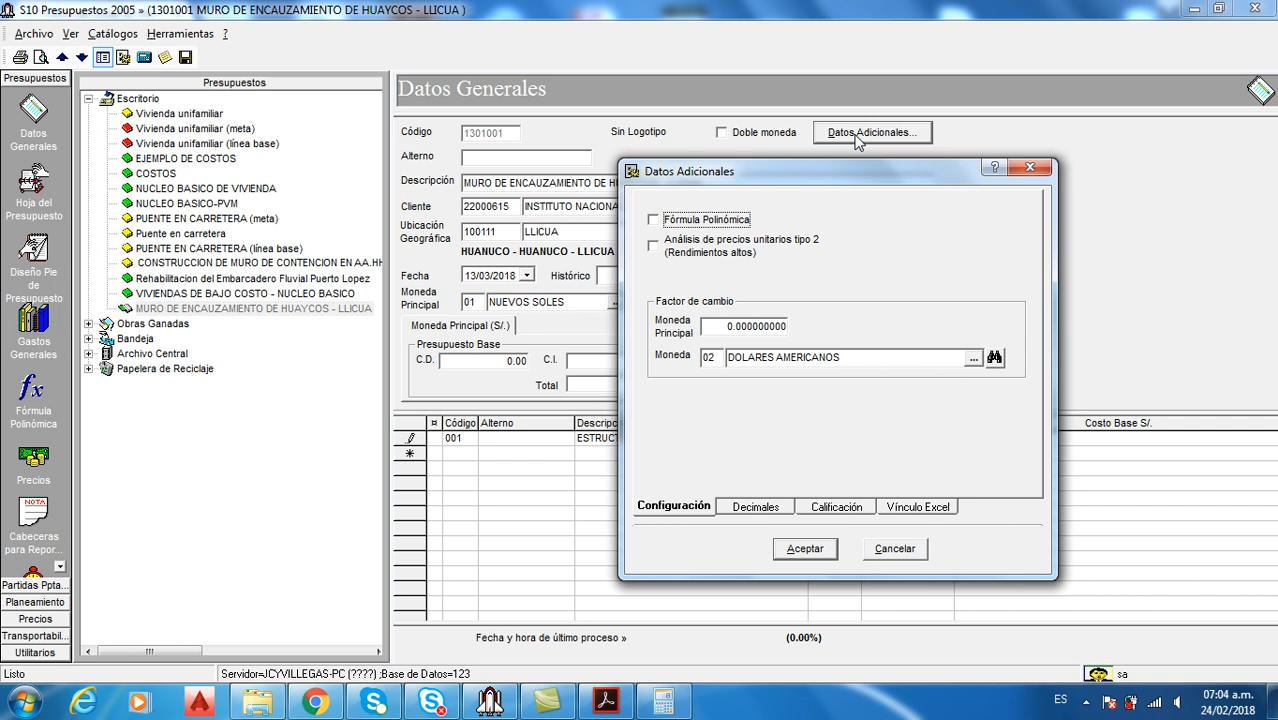 S10 Presupuestos 2005 » (1301001 MURO DE ENCAUZAMIENTO DE HUAYCOS - LLICUA )
Archivo Ver Catálogos Herramientas ?
Presupuestos
Datos
Generales
Hoja del
Presupuesto
Diseño Pie
de
Presupuesto
Gastos
Generales
fx
Fórmula
Polinómica
Precios
NOTA
Cabeceras
para Repor...
Partidas Ppta...
Planeamiento
Precios
Transportabil...
Utilitarios
Presupuestos
Escritorio
Vivienda unifamiliar
Vivienda unifamiliar (meta)
Vivienda unifamiliar (línea base)
EJEMPLO DE COSTOS
COSTOS
NUCLEO BASICO DE VIVIENDA
NUCLEO BASICO-PVM
PUENTE EN CARRETERA (meta)
Puente en carretera
PUENTE EN CARRETERA (línea base)
CONSTRUCCION DE MURO DE CONTENCION EN AA.HH
Rehabilitacion del Embarcadero Fluvial Puerto Lopez
VIVIENDAS DE BAJO COSTO - NUCLEO BASICO
MURO DE ENCAUZAMIENTO DE HUAYCOS - LLICUA
Obras Ganadas
Bandeja
Archivo Central
Papelera de Reciclaje
Datos Generales
Código 1301001 Sin Logotipo Doble moneda Datos Adicionales...
Alterno
Descripción MURO DE ENCAUZAMIENTO DE H
Cliente 22000615 INSTITUTO NACIONA
Ubicación
Geográfica 100111 LLICUA
HUANUCO - HUANUCO - LLICUA
Fecha 13/03/2018 Histórico
Moneda
Principal 01 NUEVOS SOLES ...
Moneda Principal (S/.)
Presupuesto Base
C.D. 0.00 C.I.
Total
¤ Código Alterno Descripc Costo Base S/.
001 ESTRUCT
Fecha y hora de último proceso » (0.00%)
Datos Adicionales
?
Fórmula Polinómica
Análisis de precios unitarios tipo 2
(Rendimientos altos)
Factor de cambio
Moneda
Principal 0.000000000
Moneda 02 DOLARES AMERICANOS ...
Configuración Decimales Calificación Vínculo Excel
Aceptar Cancelar
Listo Servidor=JCYVILLEGAS-PC (????) ;Base de Datos=123 sa
ES 07:04 a.m.
24/02/2018